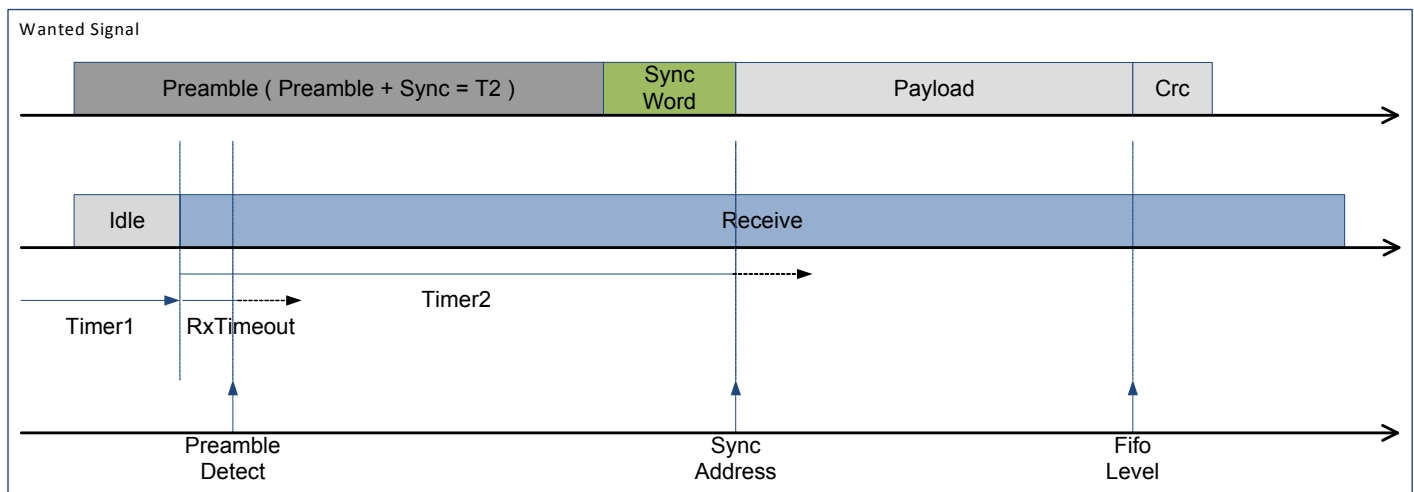 Wanted Signal
Preamble ( Preamble + Sync = T2 )
Sync
Word
Payload
Crc
Idle
Receive
Timer2
Timer1
RxTimeout
Preamble
Detect
Sync
Address
Fifo
Level